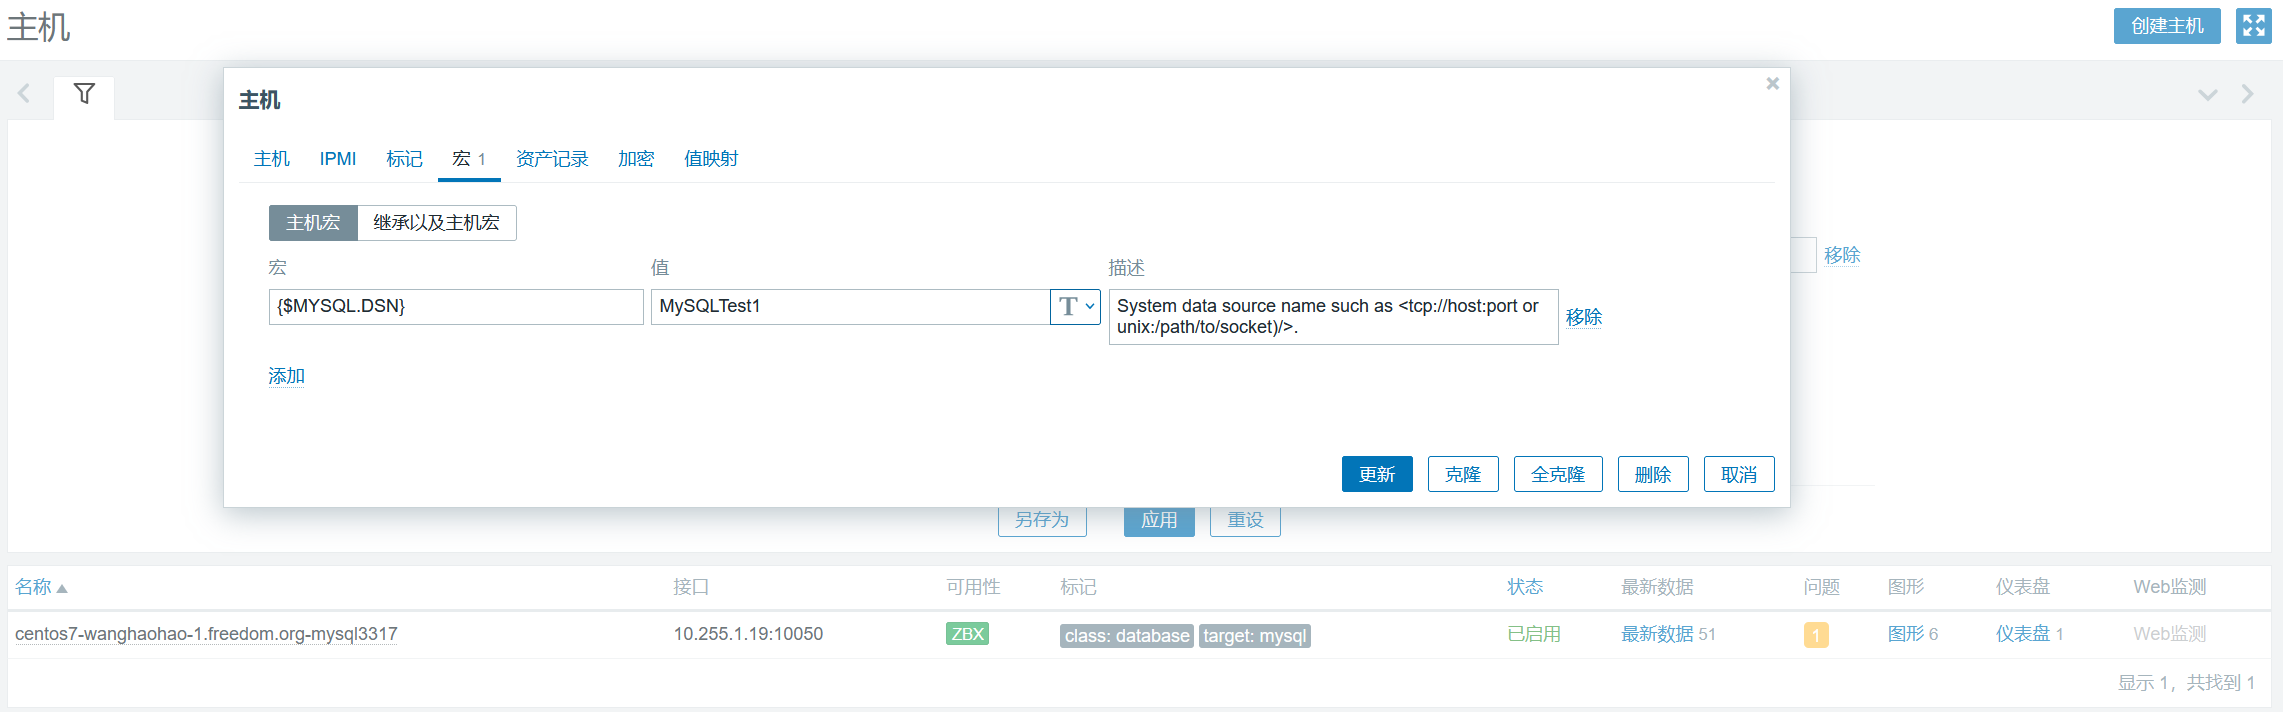 主机
创建主机
主机
主机 IPMI 标记 宏 1 资产记录 加密 值映射
主机宏 继承以及主机宏
宏 值 描述
{$MYSQL.DSN} MySQLTest1 T System data source name such as <tcp://host:port or
unix:/path/to/socket)/>.
移除
移除
添加
更新 克隆 全克隆 删除 取消
另存为 应用 重设
名称 接口 可用性 标记 状态 最新数据 问题 图形 仪表盘 Web监测
centos7-wanghaohao-1.freedom.org-mysql3317 10.255.1.19:10050 ZBX class: database target: mysql 已启用 最新数据 51 1 图形 6 仪表盘 1 Web监测
显示 1，共找到 1